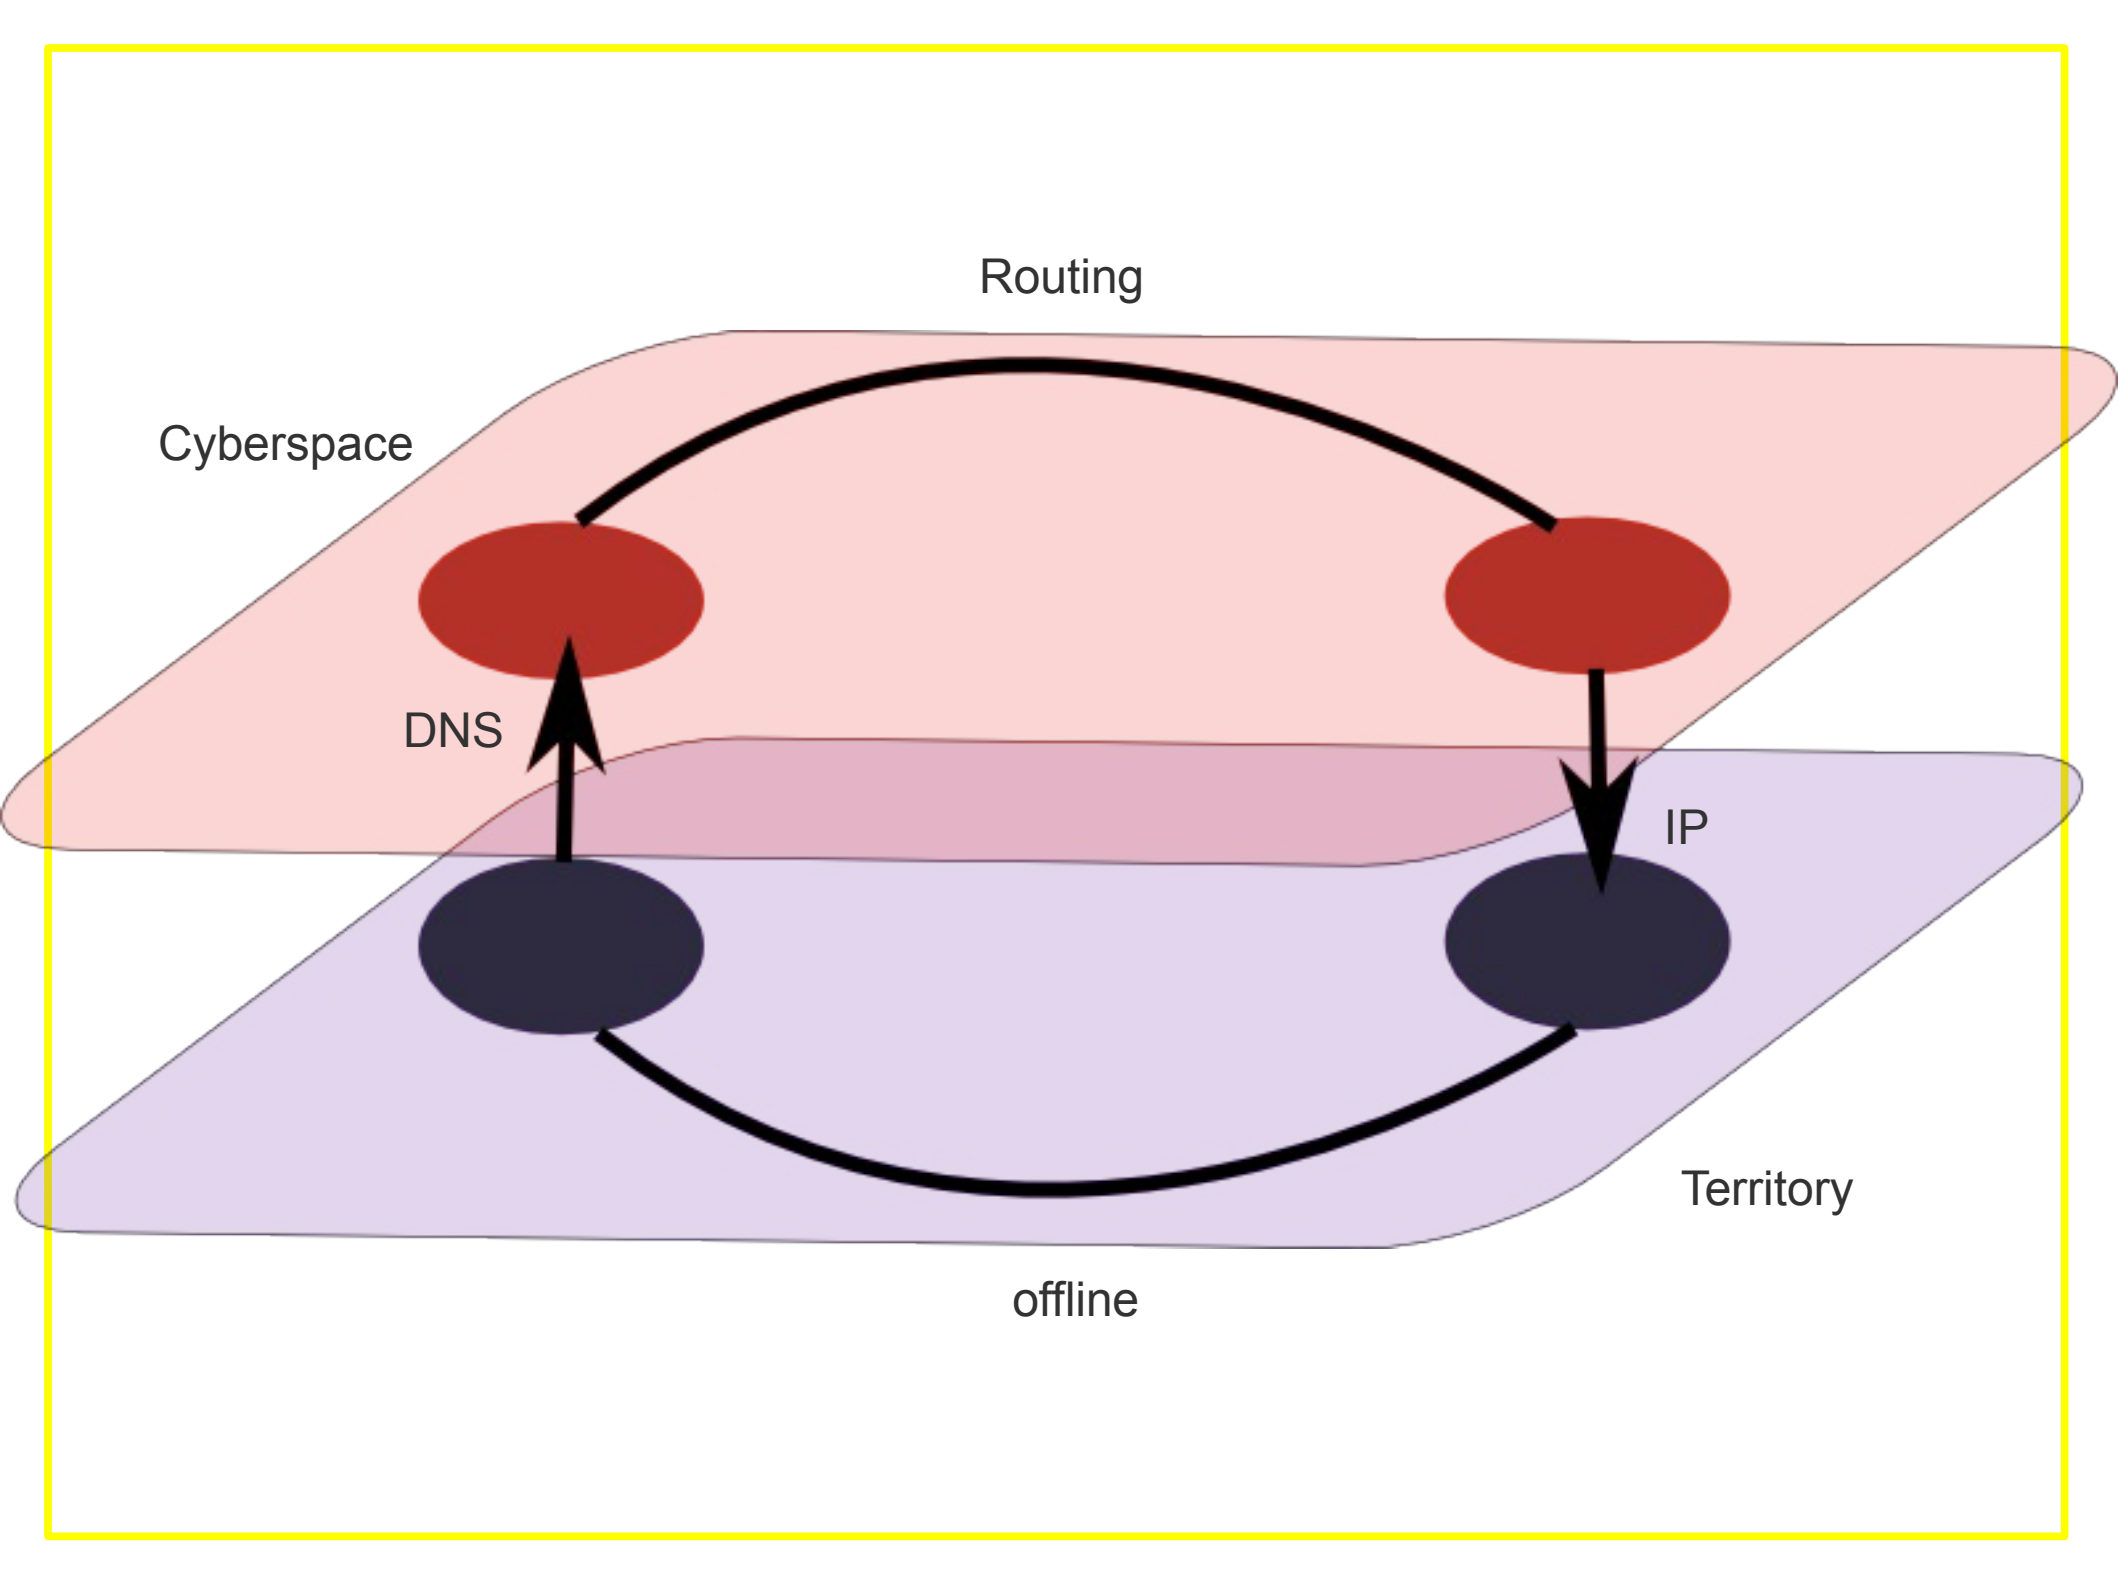 Routing
Cyberspace
DNS
IP
Territory
offline